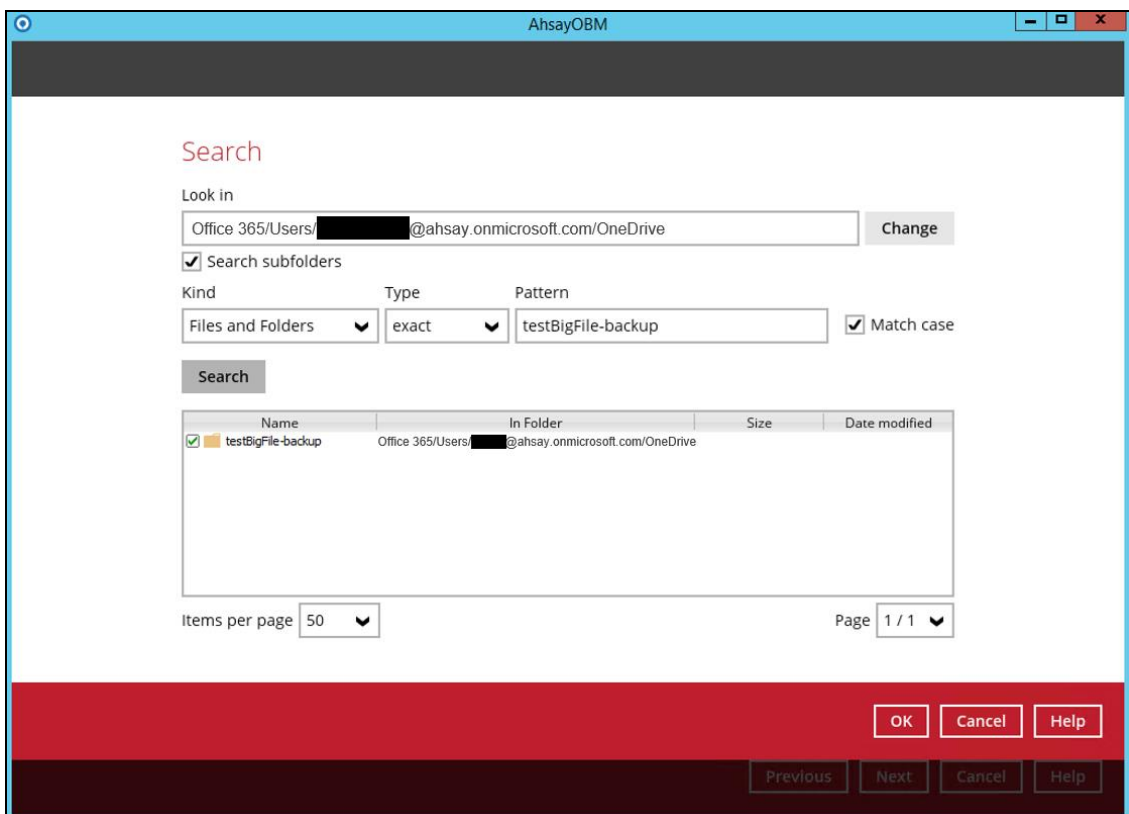 AhsayOBM
Search
Look in
Office 365/Users/ @ahsay.onmicrosoft.com/OneDrive Change
Search subfolders
Kind Type Pattern
Files and Folders exact testBigFile-backup Match case
Search
Name In Folder Size Date modified
testBigFile-backup Office 365/Users/ @ahsay.onmicrosoft.com/OneDrive
Items per page 50 Page 1 / 1
OK Cancel Help
Previous Next Cancel Help